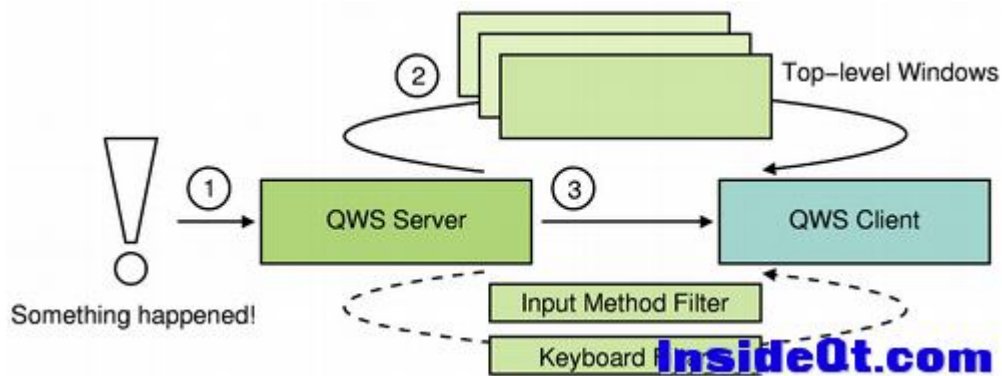 2
Top-level Windows
1
QWS Server
3
QWS Client
Something happened!
Input Method Filter
Keyboard
InsideQt.com